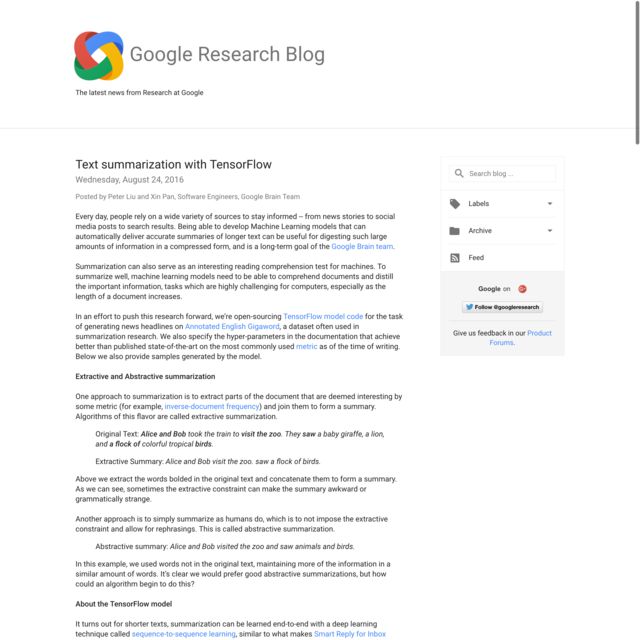 Google Research Blog
The latest news from Research at Google
Text summarization with TensorFlow
Wednesday, August 24, 2016
Posted by Peter Liu and Xin Pan, Software Engineers, Google Brain Team
Every day, people rely on a wide variety of sources to stay informed -- from news stories to social
media posts to search results. Being able to develop Machine Learning models that can
automatically deliver accurate summaries of longer text can be useful for digesting such large
amounts of information in a compressed form, and is a long-term goal of the Google Brain team.
Summarization can also serve as an interesting reading comprehension test for machines. To
summarize well, machine learning models need to be able to comprehend documents and distill
the important information, tasks which are highly challenging for computers, especially as the
length of a document increases.
In an effort to push this research forward, we're open-sourcing TensorFlow model code for the task
of generating news headlines on Annotated English Gigaword, a dataset often used in
summarization research. We also specify the hyper-parameters in the documentation that achieve
better than published state-of-the-art on the most commonly used metric as of the time of writing.
Below we also provide samples generated by the model.
Extractive and Abstractive summarization
One approach to summarization is to extract parts of the document that are deemed interesting by
some metric (for example, inverse-document frequency) and join them to form a summary.
Algorithms of this flavor are called extractive summarization.
Original Text: Alice and Bob took the train to visit the zoo. They saw a baby giraffe, a lion,
and a flock of colorful tropical birds.
Extractive Summary: Alice and Bob visit the zoo. saw a flock of birds.
Above we extract the words bolded in the original text and concatenate them to form a summary.
As we can see, sometimes the extractive constraint can make the summary awkward or
grammatically strange.
Another approach is to simply summarize as humans do, which is to not impose the extractive
constraint and allow for rephrasings. This is called abstractive summarization.
Abstractive summary: Alice and Bob visited the zoo and saw animals and birds.
In this example, we used words not in the original text, maintaining more of the information in a
similar amount of words. It's clear we would prefer good abstractive summarizations, but how
could an algorithm begin to do this?
About the TensorFlow model
It turns out for shorter texts, summarization can be learned end-to-end with a deep learning
technique called sequence-to-sequence learning, similar to what makes Smart Reply for Inbox
Search blog ...
Labels
Archive
Feed
Google on
Follow @googleresearch
Give us feedback in our Product
Forums.